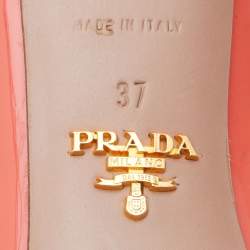 MADE IN ITALY
37
PRADA
MILANO
DAL 1913